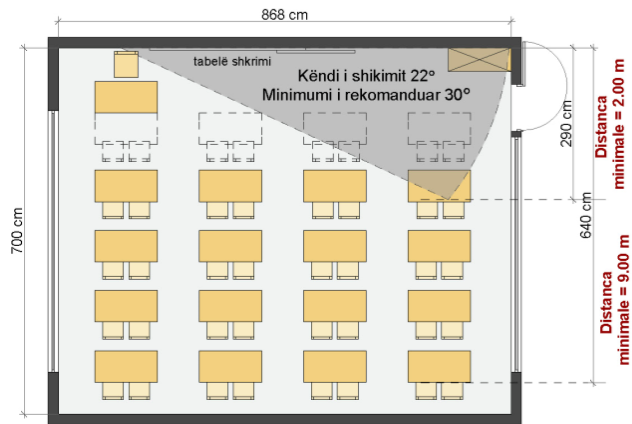 868 cm
tabelë shkrimi
Këndi i shikimit 22°
Minimumi i rekomanduar 30°
290 cm
Distanca
minimale = 2.00 m
700 cm
640 cm
Distanca
minimale = 9.00 m